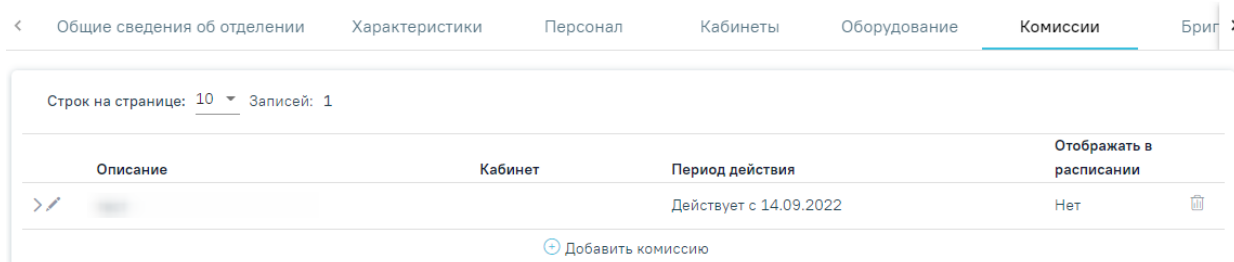 Общие сведения об отделении Характеристики Персонал Кабинеты Оборудование Комиссии Бриг
Строк на странице: 10 Записей: 1
Описание Кабинет Период действия Отображать в расписании
Действует с 14.09.2022 Нет
Добавить комиссию